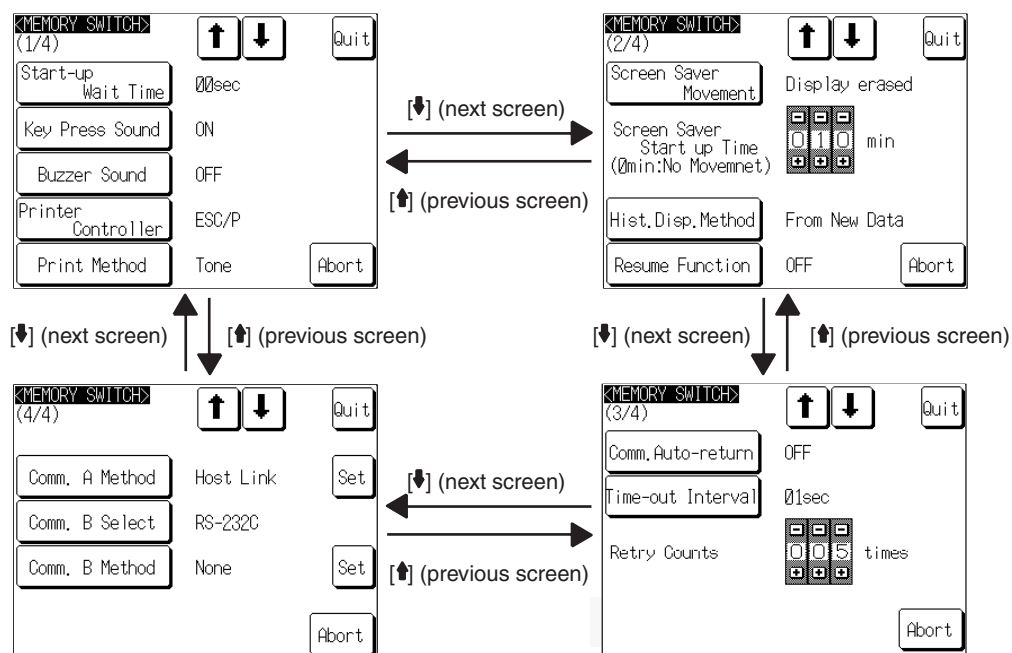 <MEMORY SWITCH>
(1/4)
Quit
Start-up
Wait Time
00sec
Key Press Sound
ON
Buzzer Sound
OFF
Printer
Controller
ESC/P
Print Method
Tone
Abort
[⬇] (next screen)
[⬆] (previous screen)
<MEMORY SWITCH>
(2/4)
Quit
Screen Saver
Movement
Display erased
Screen Saver
Start up Time
(0min:No Movemnet)
010 min
Hist.Disp.Method
From New Data
Resume Function
OFF
Abort
[⬇] (next screen)
[⬆] (previous screen)
[⬇] (next screen)
[⬆] (previous screen)
<MEMORY SWITCH>
(4/4)
Quit
Comm. A Method
Host Link
Set
Comm. B Select
RS-232C
Comm. B Method
None
Set
Abort
[⬇] (next screen)
[⬆] (previous screen)
<MEMORY SWITCH>
(3/4)
Quit
Comm.Auto-return
OFF
Time-out Interval
01sec
Retry Counts
005 times
Abort